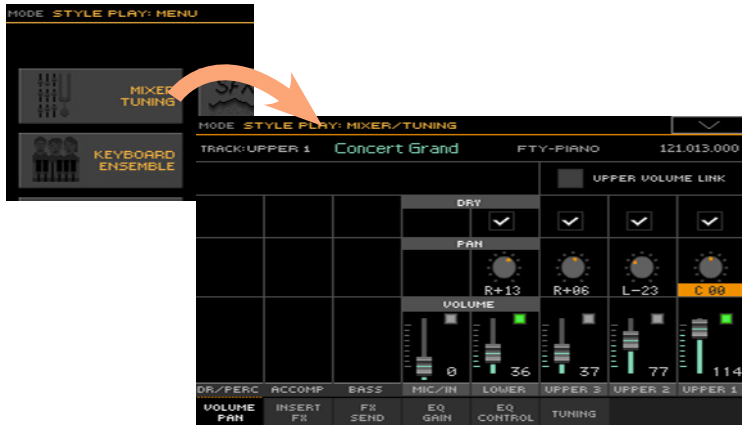 MODE STYLE PLAY: MENU
MIXER
TUNING
SFX
KEYBOARD
ENSEMBLE
MODE STYLE PLAY: MIXER/TUNING
TRACK:UPPER 1 Concert Grand FTY-PIANO 121.013.000
UPPER VOLUME LINK
DRY
PAN
R+13 R+06 L-23 C 00
VOLUME
0 36 37 77 114
DR/PERC ACCOMP BASS MIC/IN LOWER UPPER 3 UPPER 2 UPPER 1
VOLUME PAN INSERT FX FX SEND EQ GAIN EQ CONTROL TUNING